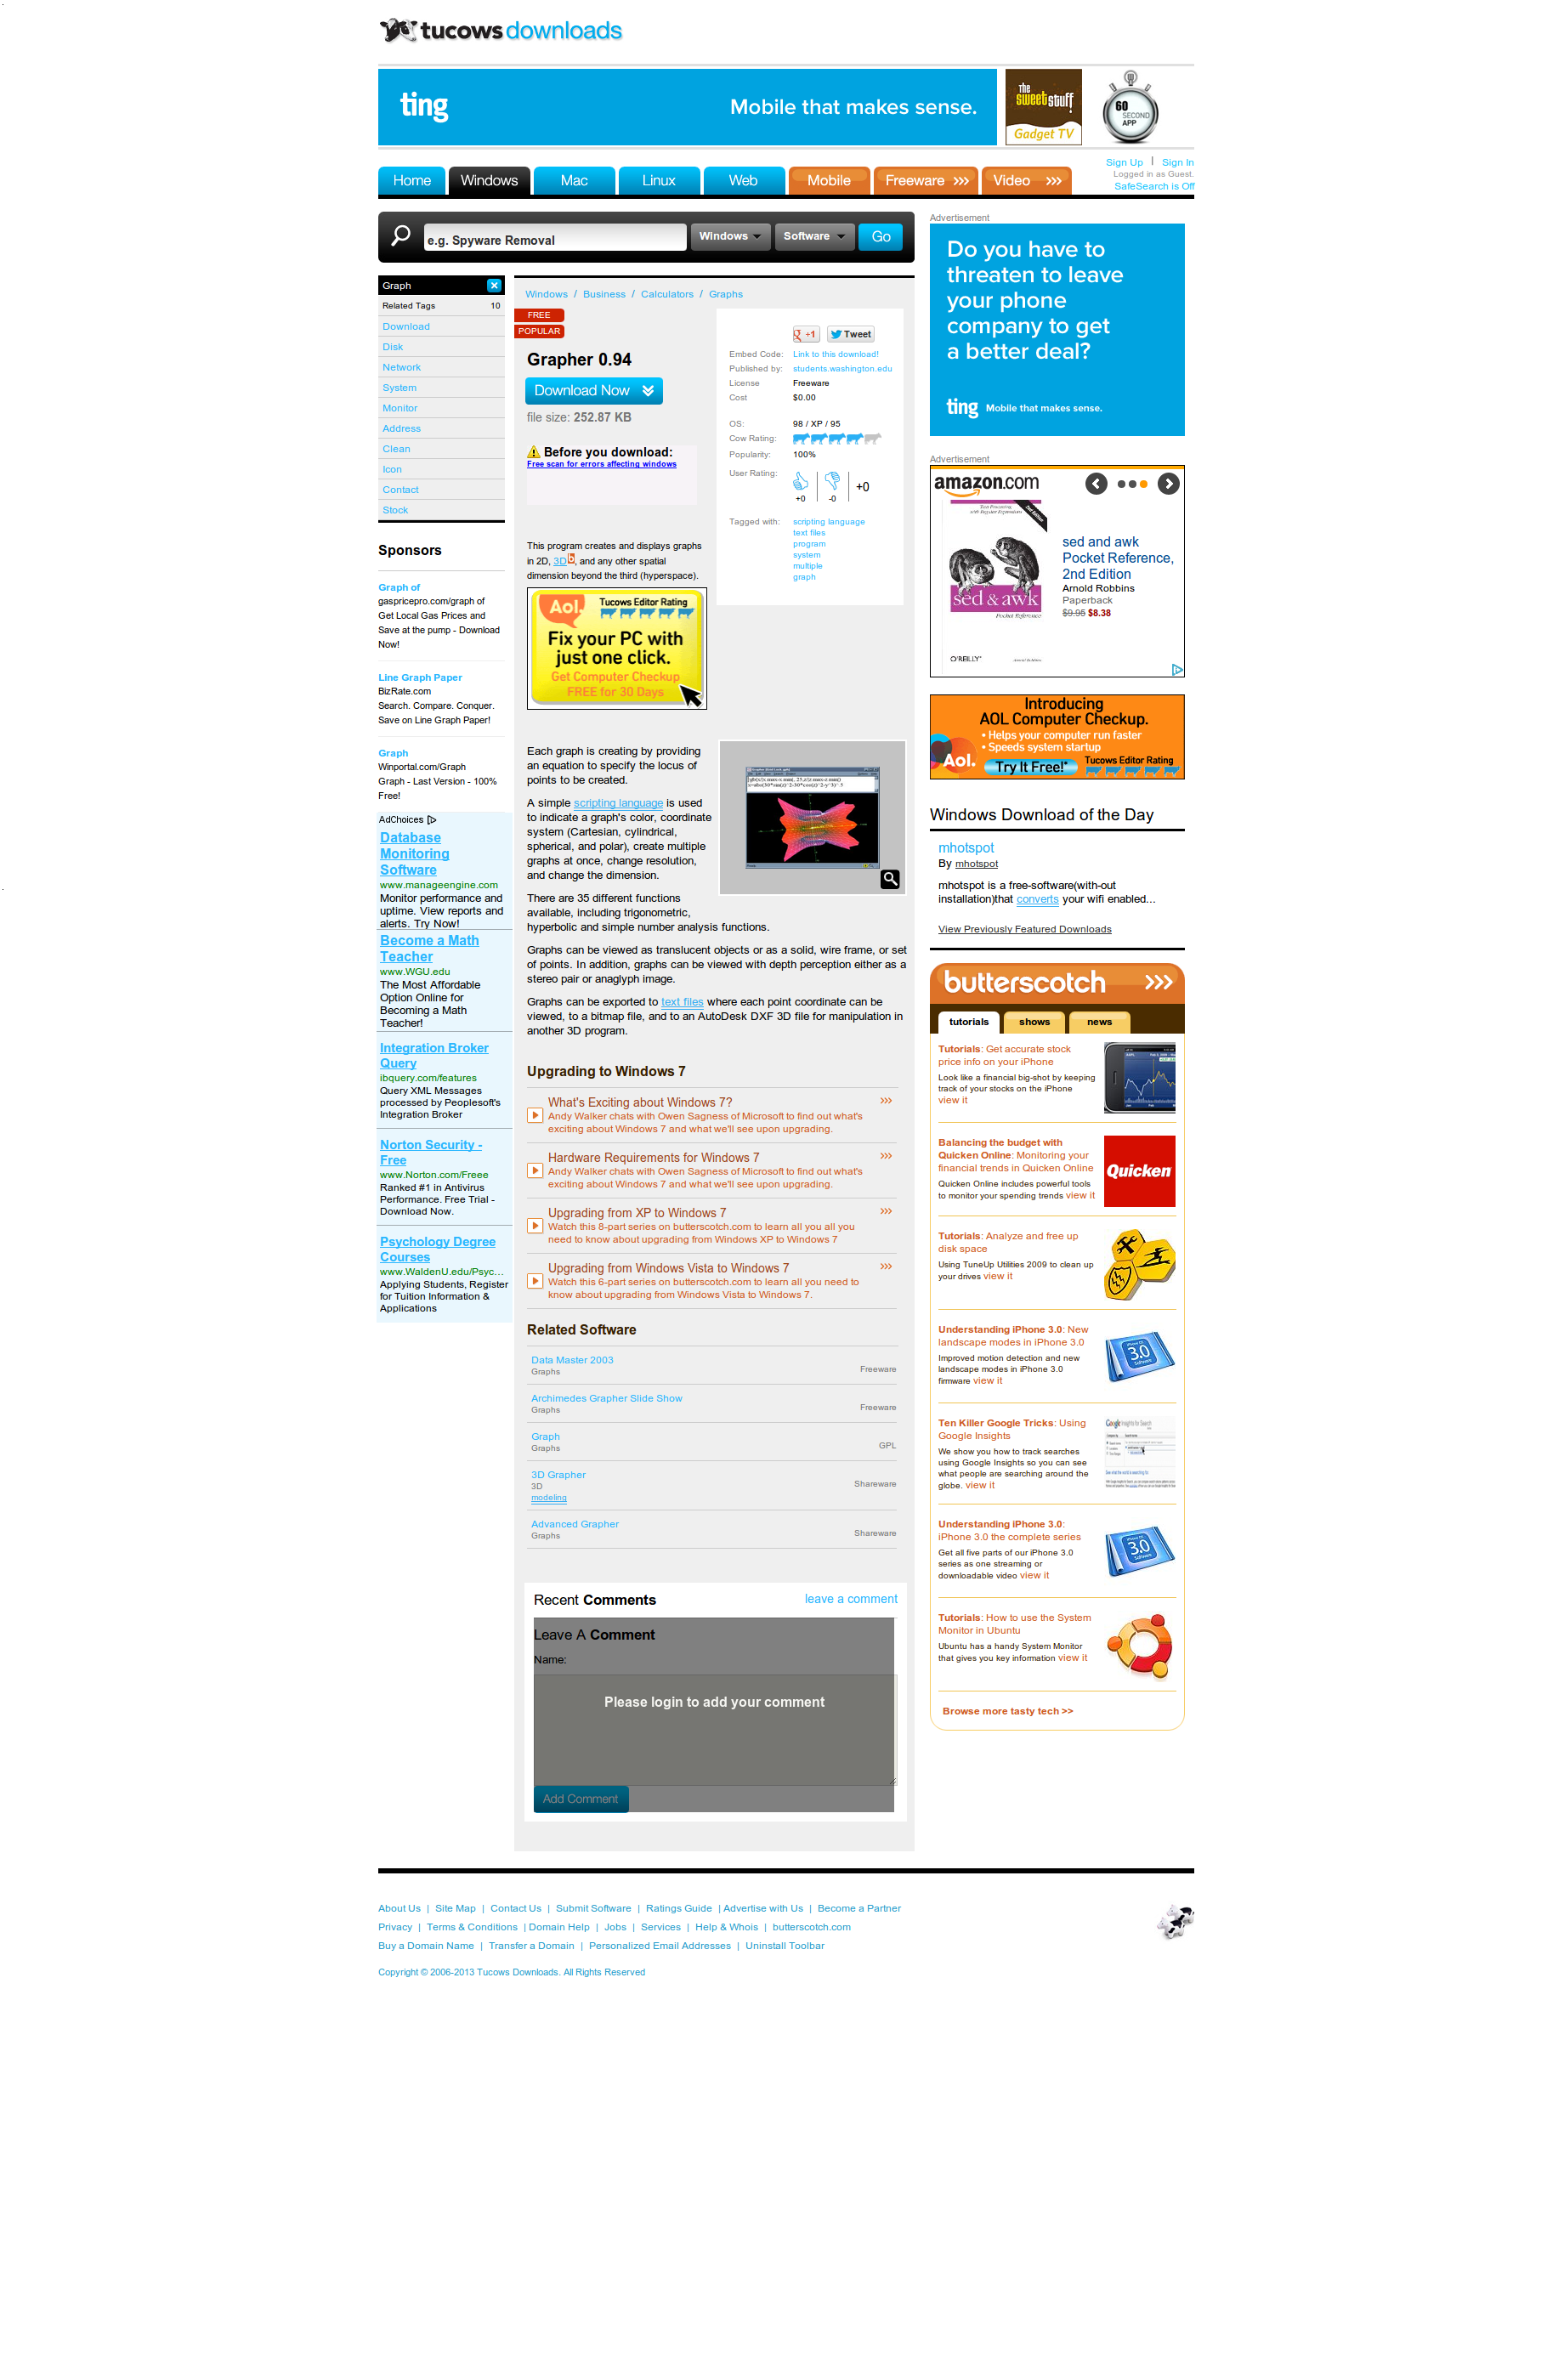 tucows downloads
ting
Mobile that makes sense.
the sweet stuff!
Gadget TV
60
SECOND
APP
Sign Up | Sign In
Logged in as Guest.
SafeSearch is Off
Home
Windows
Mac
Linux
Web
Mobile
Freeware >>>
Video >>>
e.g. Spyware Removal
Windows
Software
Go
Graph
Related Tags 10
Download
Disk
Network
System
Monitor
Address
Clean
Icon
Contact
Stock
Sponsors
Graph of
gaspricepro.com/graph of
Get Local Gas Prices and
Save at the pump - Download
Now!
Line Graph Paper
BizRate.com
Search. Compare. Conquer.
Save on Line Graph Paper!
Graph
Winportal.com/Graph
Graph - Last Version - 100%
Free!
AdChoices
Database
Monitoring
Software
www.manageengine.com
Monitor performance and
uptime. View reports and
alerts. Try Now!
Become a Math
Teacher
www.WGU.edu
The Most Affordable
Option Online for
Becoming a Math
Teacher!
Integration Broker
Query
ibquery.com/features
Query XML Messages
processed by Peoplesoft's
Integration Broker
Norton Security -
Free
www.Norton.com/Freee
Ranked #1 in Antivirus
Performance. Free Trial -
Download Now.
Psychology Degree
Courses
www.WaldenU.edu/Psyc...
Applying Students, Register
for Tuition Information &
Applications
Windows / Business / Calculators / Graphs
FREE
POPULAR
Grapher 0.94
Download Now
file size: 252.87 KB
Before you download:
Free scan for errors affecting windows
+1
Tweet
Embed Code: Link to this download!
Published by: students.washington.edu
License Freeware
Cost $0.00
OS: 98 / XP / 95
Cow Rating:
Popularity: 100%
User Rating:
+0 -0 +0
Tagged with: scripting language
text files
program
system
multiple
graph
This program creates and displays graphs
in 2D, 3D, and any other spatial
dimension beyond the third (hyperspace).
Aol.
Tucows Editor Rating
Fix your PC with
just one click.
Get Computer Checkup
FREE for 30 Days
Each graph is creating by providing
an equation to specify the locus of
points to be created.
A simple scripting language is used
to indicate a graph's color, coordinate
system (Cartesian, cylindrical,
spherical, and polar), create multiple
graphs at once, change resolution,
and change the dimension.
There are 35 different functions
available, including trigonometric,
hyperbolic and simple number analysis functions.
Graphs can be viewed as translucent objects or as a solid, wire frame, or set
of points. In addition, graphs can be viewed with depth perception either as a
stereo pair or anaglyph image.
Graphs can be exported to text files where each point coordinate can be
viewed, to a bitmap file, and to an AutoDesk DXF 3D file for manipulation in
another 3D program.
Upgrading to Windows 7
What's Exciting about Windows 7? >>>
Andy Walker chats with Owen Sagness of Microsoft to find out what's
exciting about Windows 7 and what we'll see upon upgrading.
Hardware Requirements for Windows 7 >>>
Andy Walker chats with Owen Sagness of Microsoft to find out what's
exciting about Windows 7 and what we'll see upon upgrading.
Upgrading from XP to Windows 7 >>>
Watch this 8-part series on butterscotch.com to learn all you all you
need to know about upgrading from Windows XP to Windows 7
Upgrading from Windows Vista to Windows 7 >>>
Watch this 6-part series on butterscotch.com to learn all you need to
know about upgrading from Windows Vista to Windows 7.
Related Software
Data Master 2003
Graphs
Freeware
Archimedes Grapher Slide Show
Graphs
Freeware
Graph
Graphs
GPL
3D Grapher
3D
modeling
Shareware
Advanced Grapher
Graphs
Shareware
Recent Comments
leave a comment
Leave A Comment
Name:
Please login to add your comment
Add Comment
Advertisement
Do you have to
threaten to leave
your phone
company to get
a better deal?
ting Mobile that makes sense.
Advertisement
amazon.com
sed & awk
Pocket Reference
O'REILLY
sed and awk
Pocket Reference,
2nd Edition
Arnold Robbins
Paperback
$9.95 $8.38
Introducing
AOL Computer Checkup.
• Helps your computer run faster
• Speeds system startup
Aol.
Try It Free!*
Tucows Editor Rating
Windows Download of the Day
mhotspot
By mhotspot
mhotspot is a free-software(with-out
installation)that converts your wifi enabled...
View Previously Featured Downloads
butterscotch >>>
tutorials
shows
news
Tutorials: Get accurate stock
price info on your iPhone
Look like a financial big-shot by keeping
track of your stocks on the iPhone
view it
Balancing the budget with
Quicken Online: Monitoring your
financial trends in Quicken Online
Quicken Online includes powerful tools
to monitor your spending trends view it
Quicken
Tutorials: Analyze and free up
disk space
Using TuneUp Utilities 2009 to clean up
your drives view it
Understanding iPhone 3.0: New
landscape modes in iPhone 3.0
Improved motion detection and new
landscape modes in iPhone 3.0
firmware view it
3.0
Ten Killer Google Tricks: Using
Google Insights
We show you how to track searches
using Google Insights so you can see
what people are searching around the
globe. view it
Understanding iPhone 3.0:
iPhone 3.0 the complete series
Get all five parts of our iPhone 3.0
series as one streaming or
downloadable video view it
3.0
Tutorials: How to use the System
Monitor in Ubuntu
Ubuntu has a handy System Monitor
that gives you key information view it
Browse more tasty tech >>
About Us | Site Map | Contact Us | Submit Software | Ratings Guide | Advertise with Us | Become a Partner
Privacy | Terms & Conditions | Domain Help | Jobs | Services | Help & Whois | butterscotch.com
Buy a Domain Name | Transfer a Domain | Personalized Email Addresses | Uninstall Toolbar
Copyright © 2006-2013 Tucows Downloads. All Rights Reserved